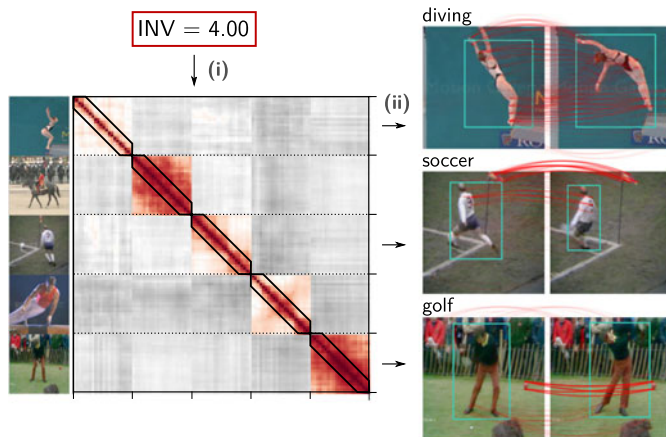 INV = 4.00
(i)
(ii)
diving
soccer
golf